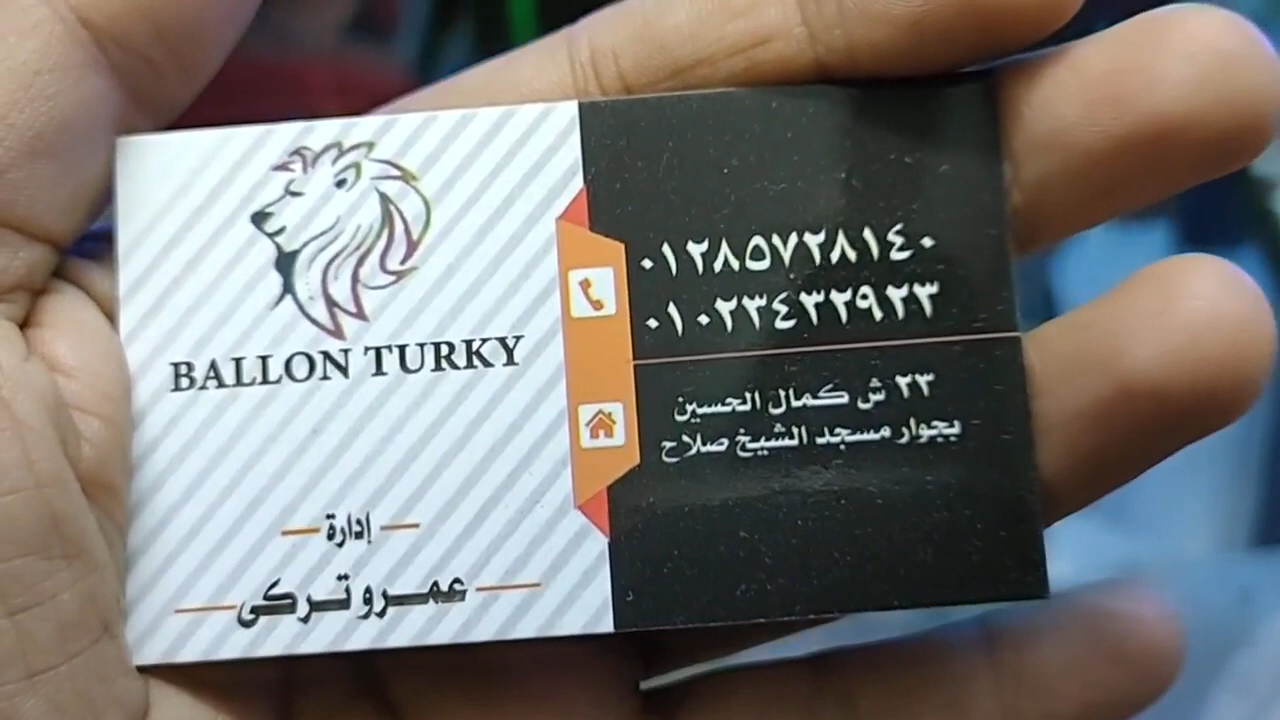 BALLON TURKY
إدارة
عمرو تركى
٠١٢٨٥٧٢٨١٤٠
٠١٠٢٣٤٣٢٩٢٣
٢٣ ش كمال الحسين
بجوار مسجد الشيخ صلاح